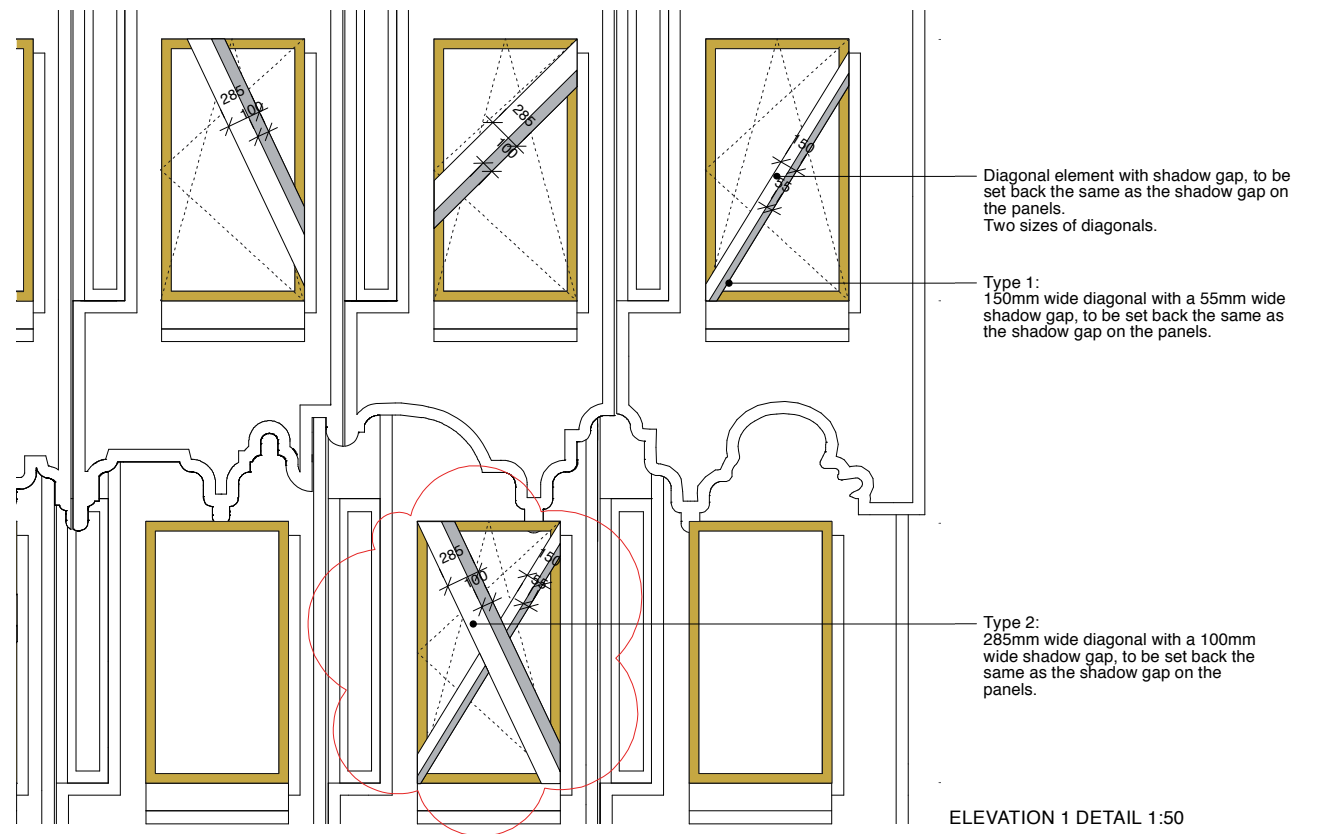 285
100
285
100
150
55
Diagonal element with shadow gap, to be
set back the same as the shadow gap on
the panels.
Two sizes of diagonals.
Type 1:
150mm wide diagonal with a 55mm wide
shadow gap, to be set back the same as
the shadow gap on the panels.
285
100
150
55
Type 2:
285mm wide diagonal with a 100mm
wide shadow gap, to be set back the
same as the shadow gap on the
panels.
ELEVATION 1 DETAIL 1:50